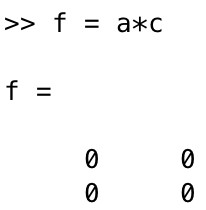 >> f = a*c
f =
0 0
0 0